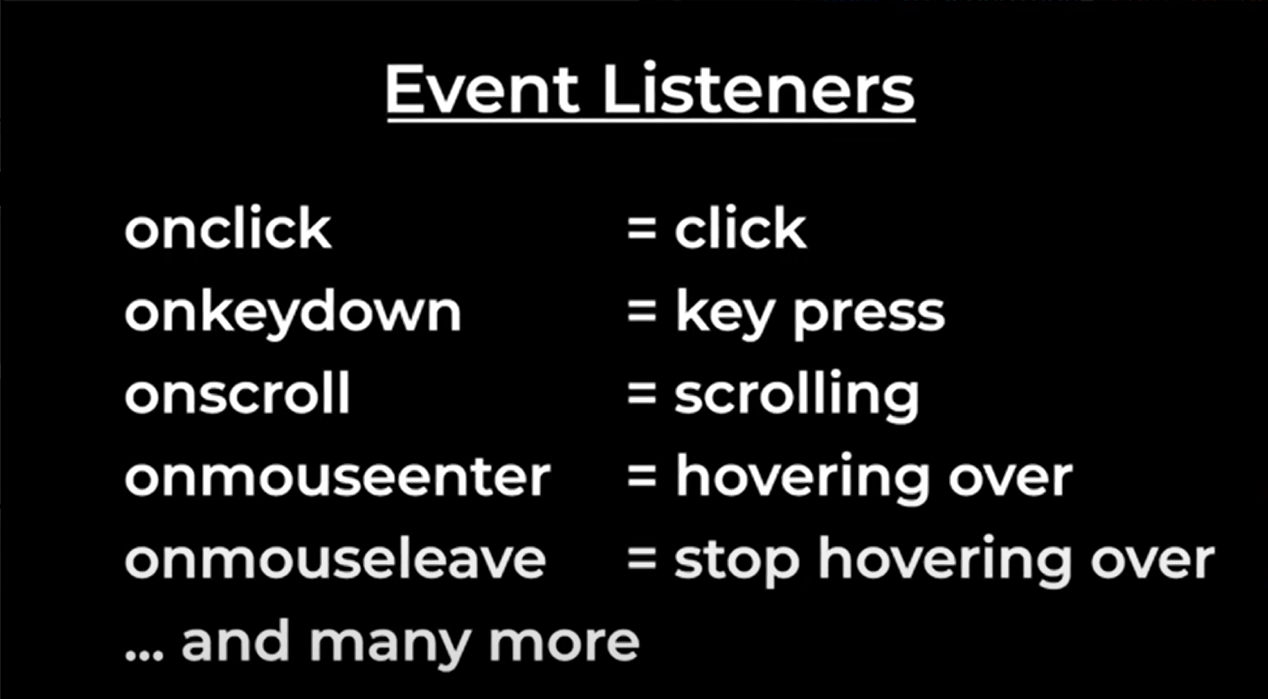 Event Listeners
onclick = click
onkeydown = key press
onscroll = scrolling
onmouseenter = hovering over
onmouseleave = stop hovering over
... and many more